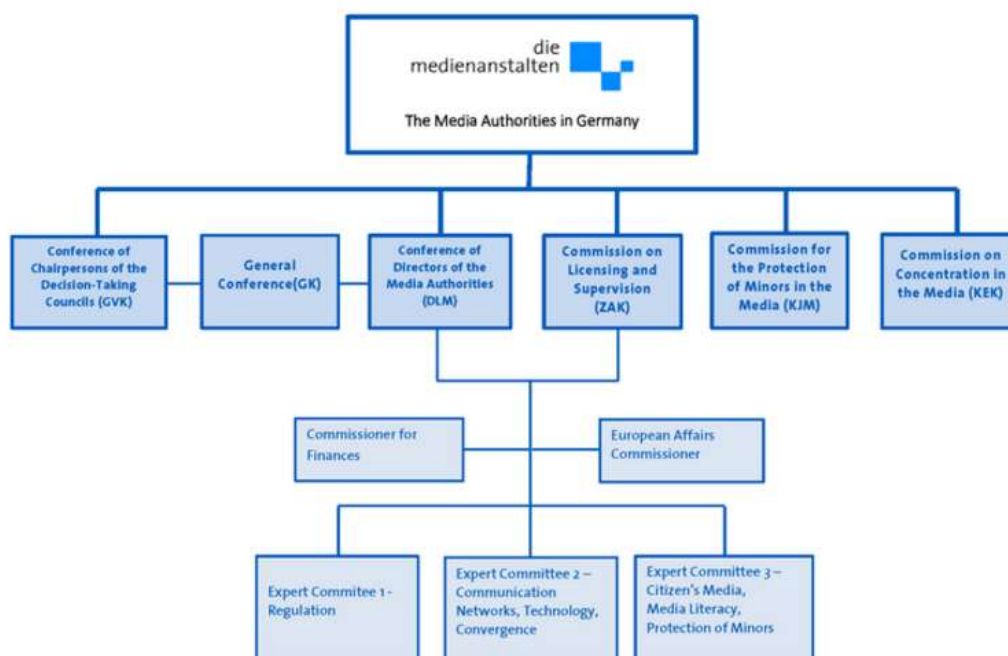 die
medienanstalten
The Media Authorities in Germany
Conference of
Chairpersons of the
Decision-Taking
Councils (GVK)
General
Conference(GK)
Conference of
Directors of the
Media Authorities
(DLM)
Commission on
Licensing and
Supervision
(ZAK)
Commission for
the Protection
of Minors in the
Media (KJM)
Commission on
Concentration in
the Media (KEK)
Commissioner for
Finances
European Affairs
Commissioner
Expert Commitee 1 -
Regulation
Expert Committee 2 –
Communication
Networks, Technology,
Convergence
Expert Committee 3 –
Citizen's Media,
Media Literacy,
Protection of Minors